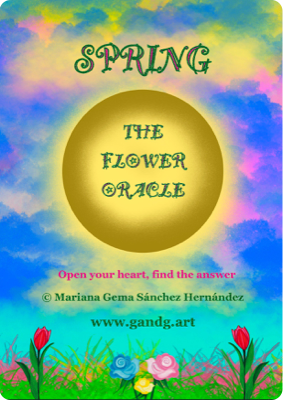 SPRING
THE
FLOWER
ORACLE
Open your heart, find the answer
© Mariana Gema Sánchez Hernández
www.gandg.art